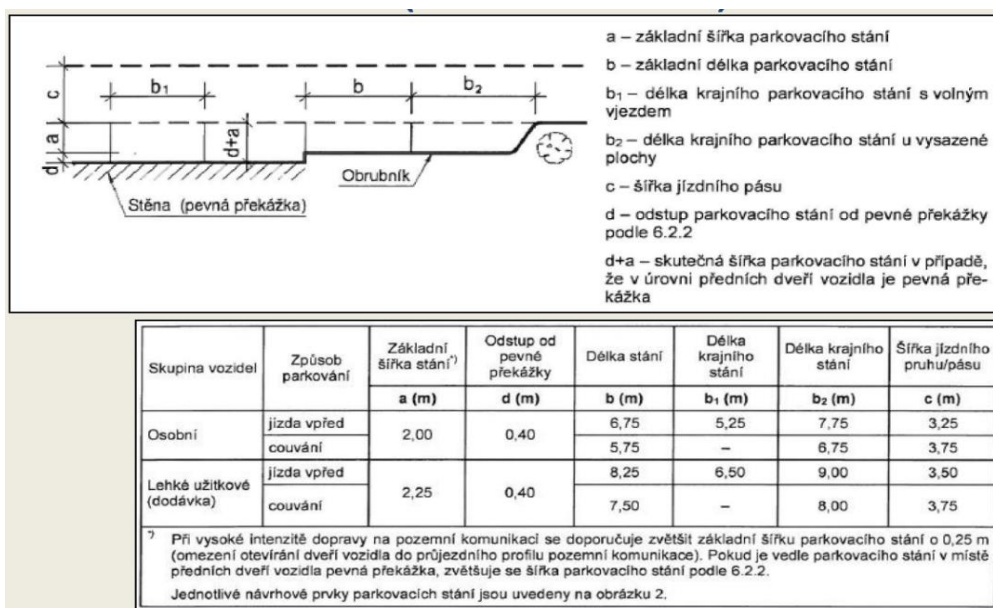 b₁
b
b₂
c
a
d+a
d
Obrubník
Stěna (pevná překážka)
a – základní šířka parkovacího stání
b – základní délka parkovacího stání
b₁ – délka krajního parkovacího stání s volným
vjezdem
b₂ – délka krajního parkovacího stání u vysazené
plochy
c – šířka jízdního pásu
d – odstup parkovacího stání od pevné překážky
podle 6.2.2
d+a – skutečná šířka parkovacího stání v případě,
že v úrovni předních dveří vozidla je pevná pře-
kážka
Skupina vozidel | Způsob parkování | Základní šířka stání*⁾ | Odstup od pevné překážky | Délka stání | Délka krajního stání | Délka krajního stání | Šířka jízdního pruhu/pásu
a (m) | d (m) | b (m) | b₁ (m) | b₂ (m) | c (m)
Osobní | jízda vpřed | 2,00 | 0,40 | 6,75 | 5,25 | 7,75 | 3,25
couvání | 5,75 | – | 6,75 | 3,75
Lehké užitkové (dodávka) | jízda vpřed | 2,25 | 0,40 | 8,25 | 6,50 | 9,00 | 3,50
couvání | 7,50 | – | 8,00 | 3,75
*⁾ Při vysoké intenzitě dopravy na pozemní komunikaci se doporučuje zvětšit základní šířku parkovacího stání o 0,25 m
(omezení otevírání dveří vozidla do průjezdního profilu pozemní komunikace). Pokud je vedle parkovacího stání v místě
předních dveří vozidla pevná překážka, zvětšuje se šířka parkovacího stání podle 6.2.2.
Jednotlivé návrhové prvky parkovacích stání jsou uvedeny na obrázku 2.